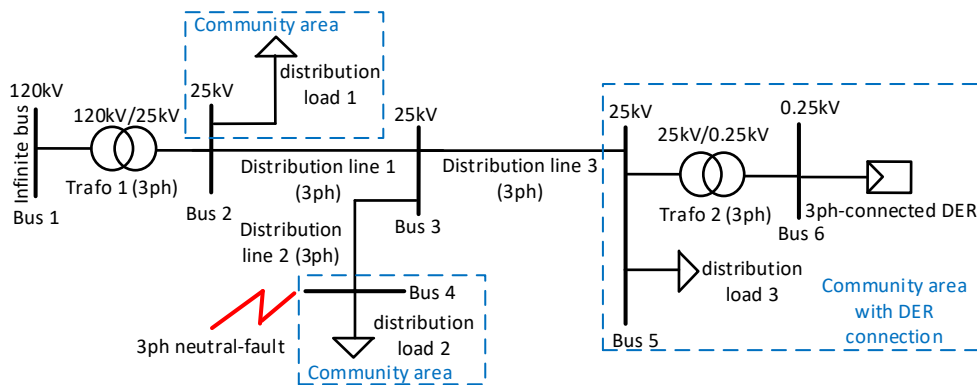 Community area
distribution
load 1
120kV
120kV/25kV
25kV
Infinite bus
Trafo 1 (3ph)
Bus 1
Bus 2
Distribution line 1
(3ph)
25kV
Bus 3
Distribution line 3
(3ph)
Distribution
line 2 (3ph)
Bus 4
distribution
load 2
3ph neutral-fault
Community area
25kV
25kV/0.25kV
0.25kV
Trafo 2 (3ph)
3ph-connected DER
Bus 6
distribution
load 3
Bus 5
Community area
with DER
connection